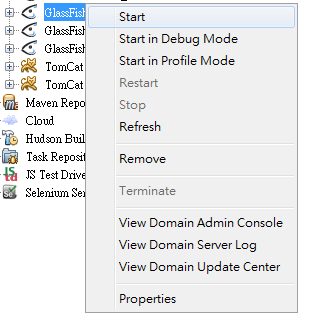 GlassFish
GlassFish
GlassFish
TomCat
TomCat
Maven Repo
Cloud
Hudson Buil
Task Reposit
JS Test Drive
Selenium Ser
Start
Start in Debug Mode
Start in Profile Mode
Restart
Stop
Refresh
Remove
Terminate
View Domain Admin Console
View Domain Server Log
View Domain Update Center
Properties